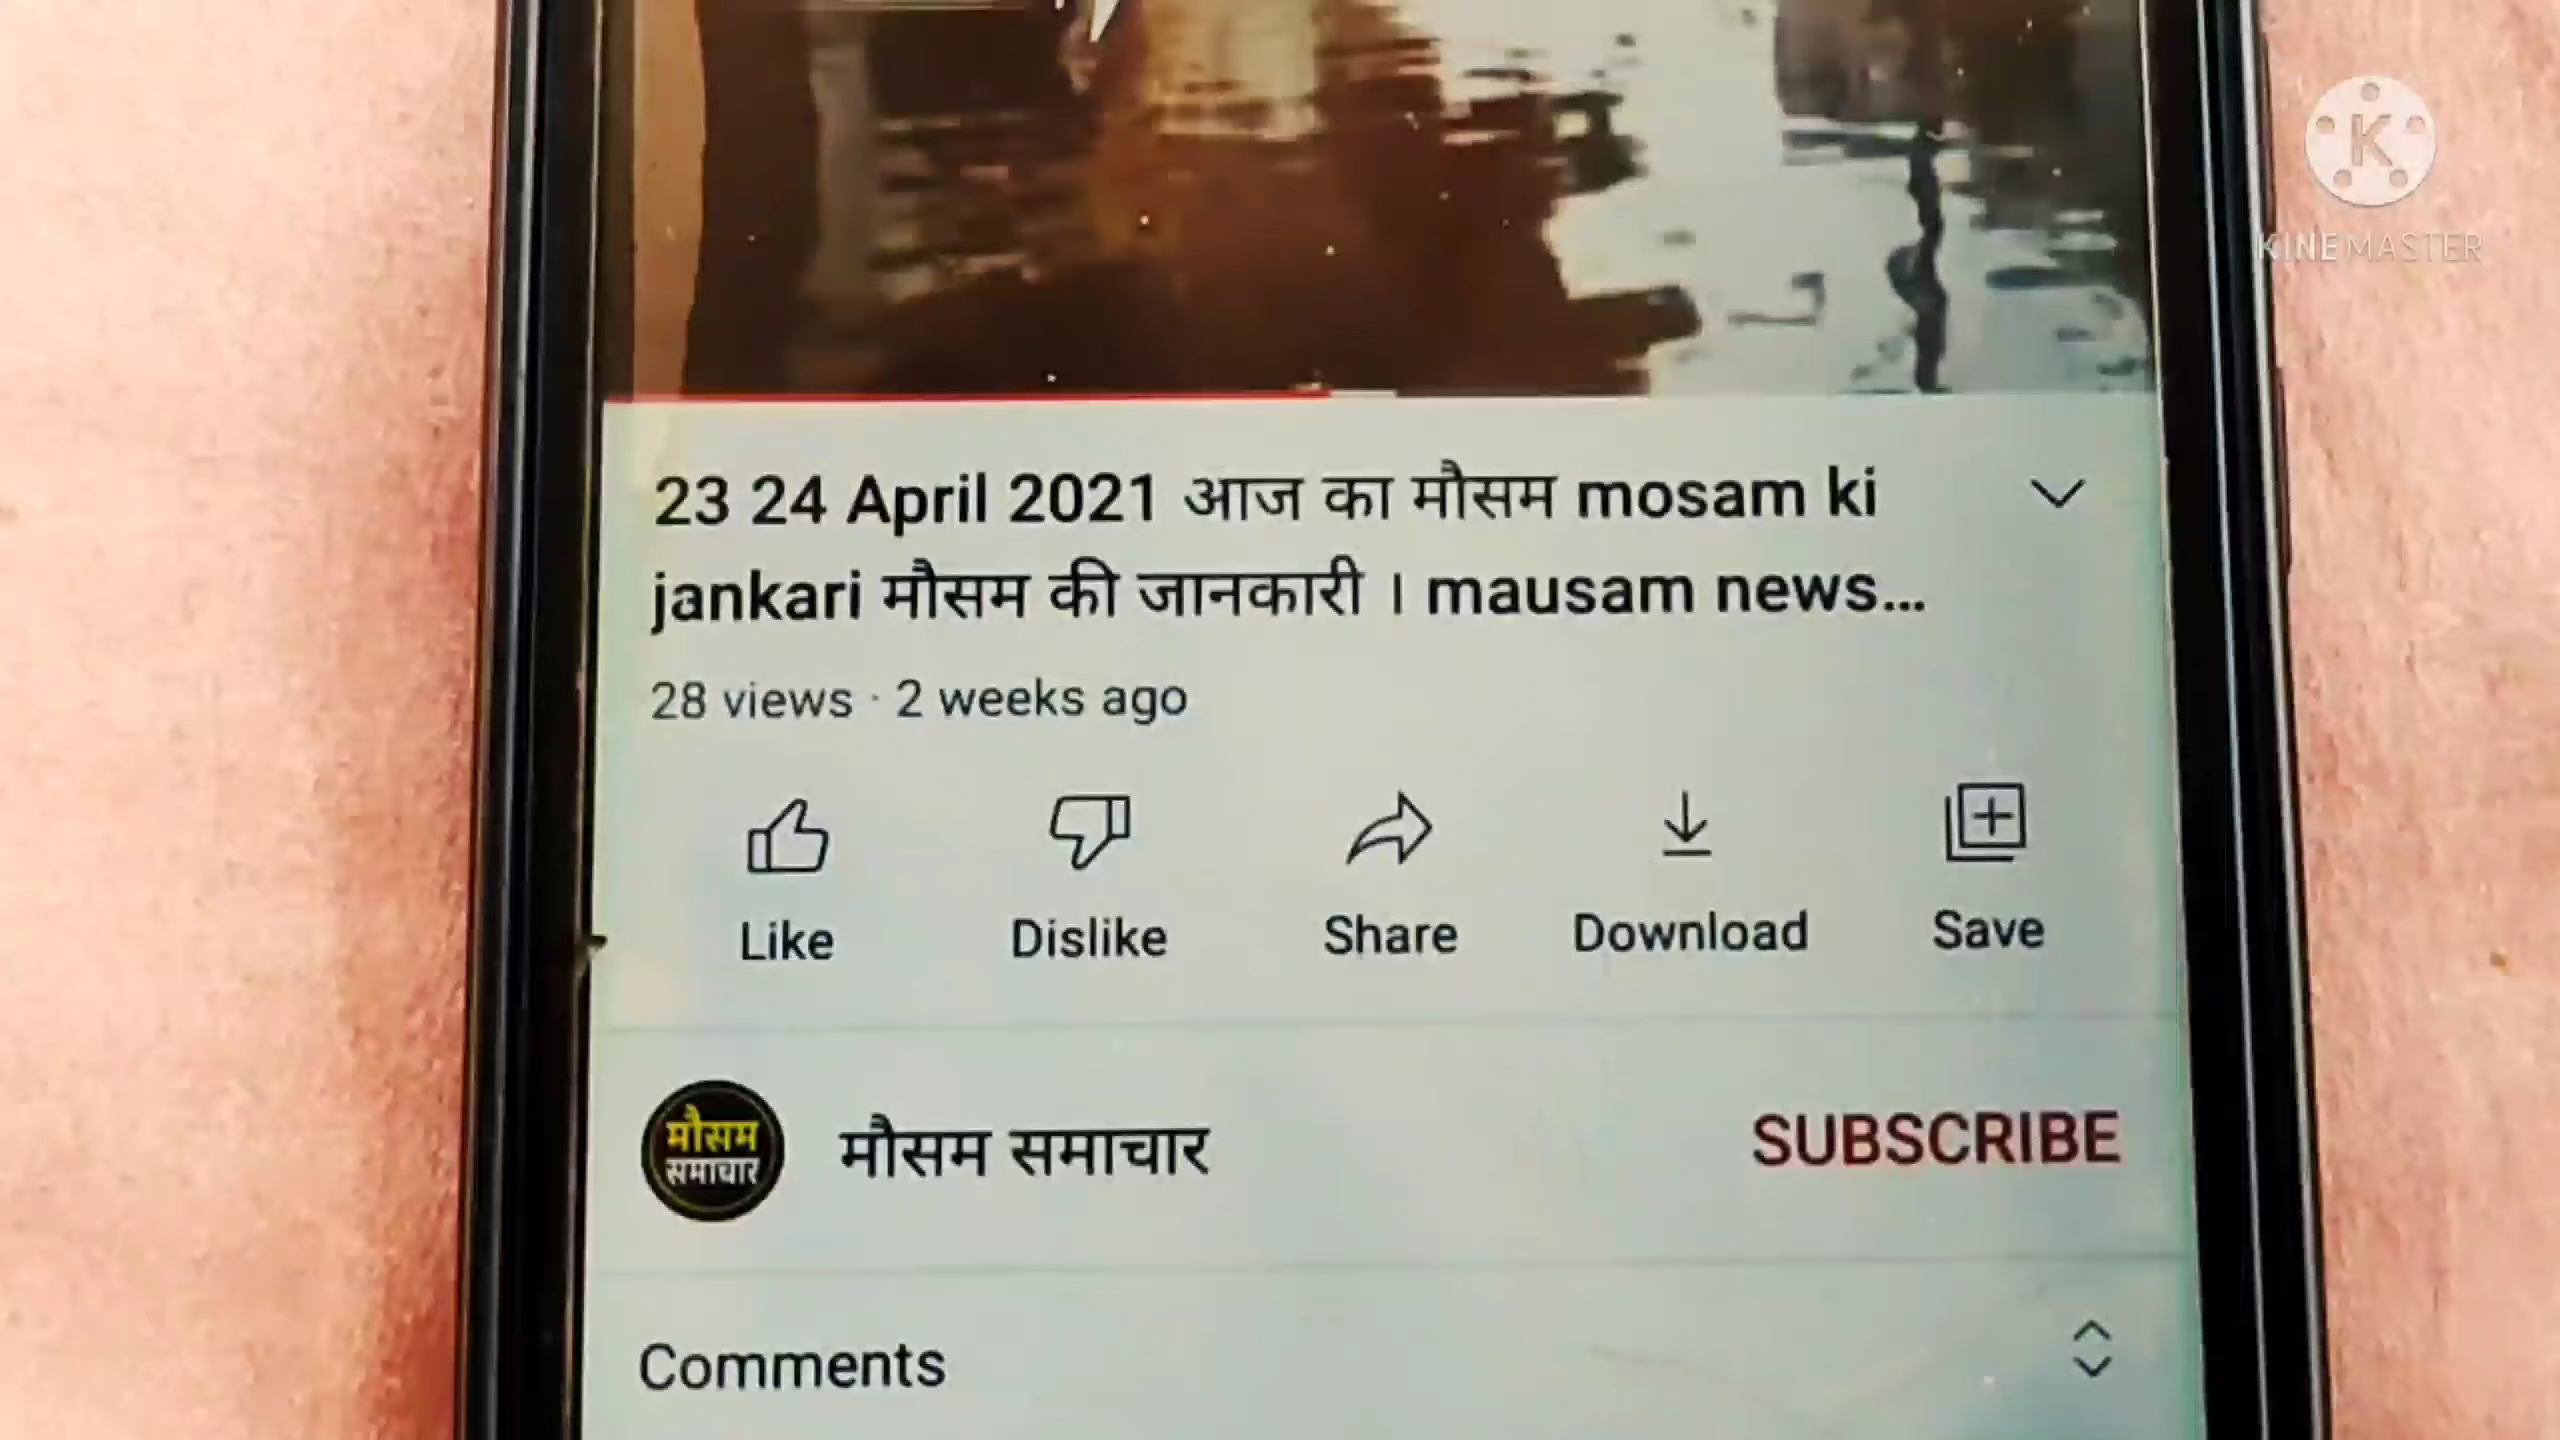 K
KINEMASTER
23 24 April 2021 आज का मौसम mosam ki
jankari मौसम की जानकारी । mausam news...
28 views · 2 weeks ago
Like Dislike Share Download Save
मौसम
समाचार
मौसम समाचार SUBSCRIBE
Comments